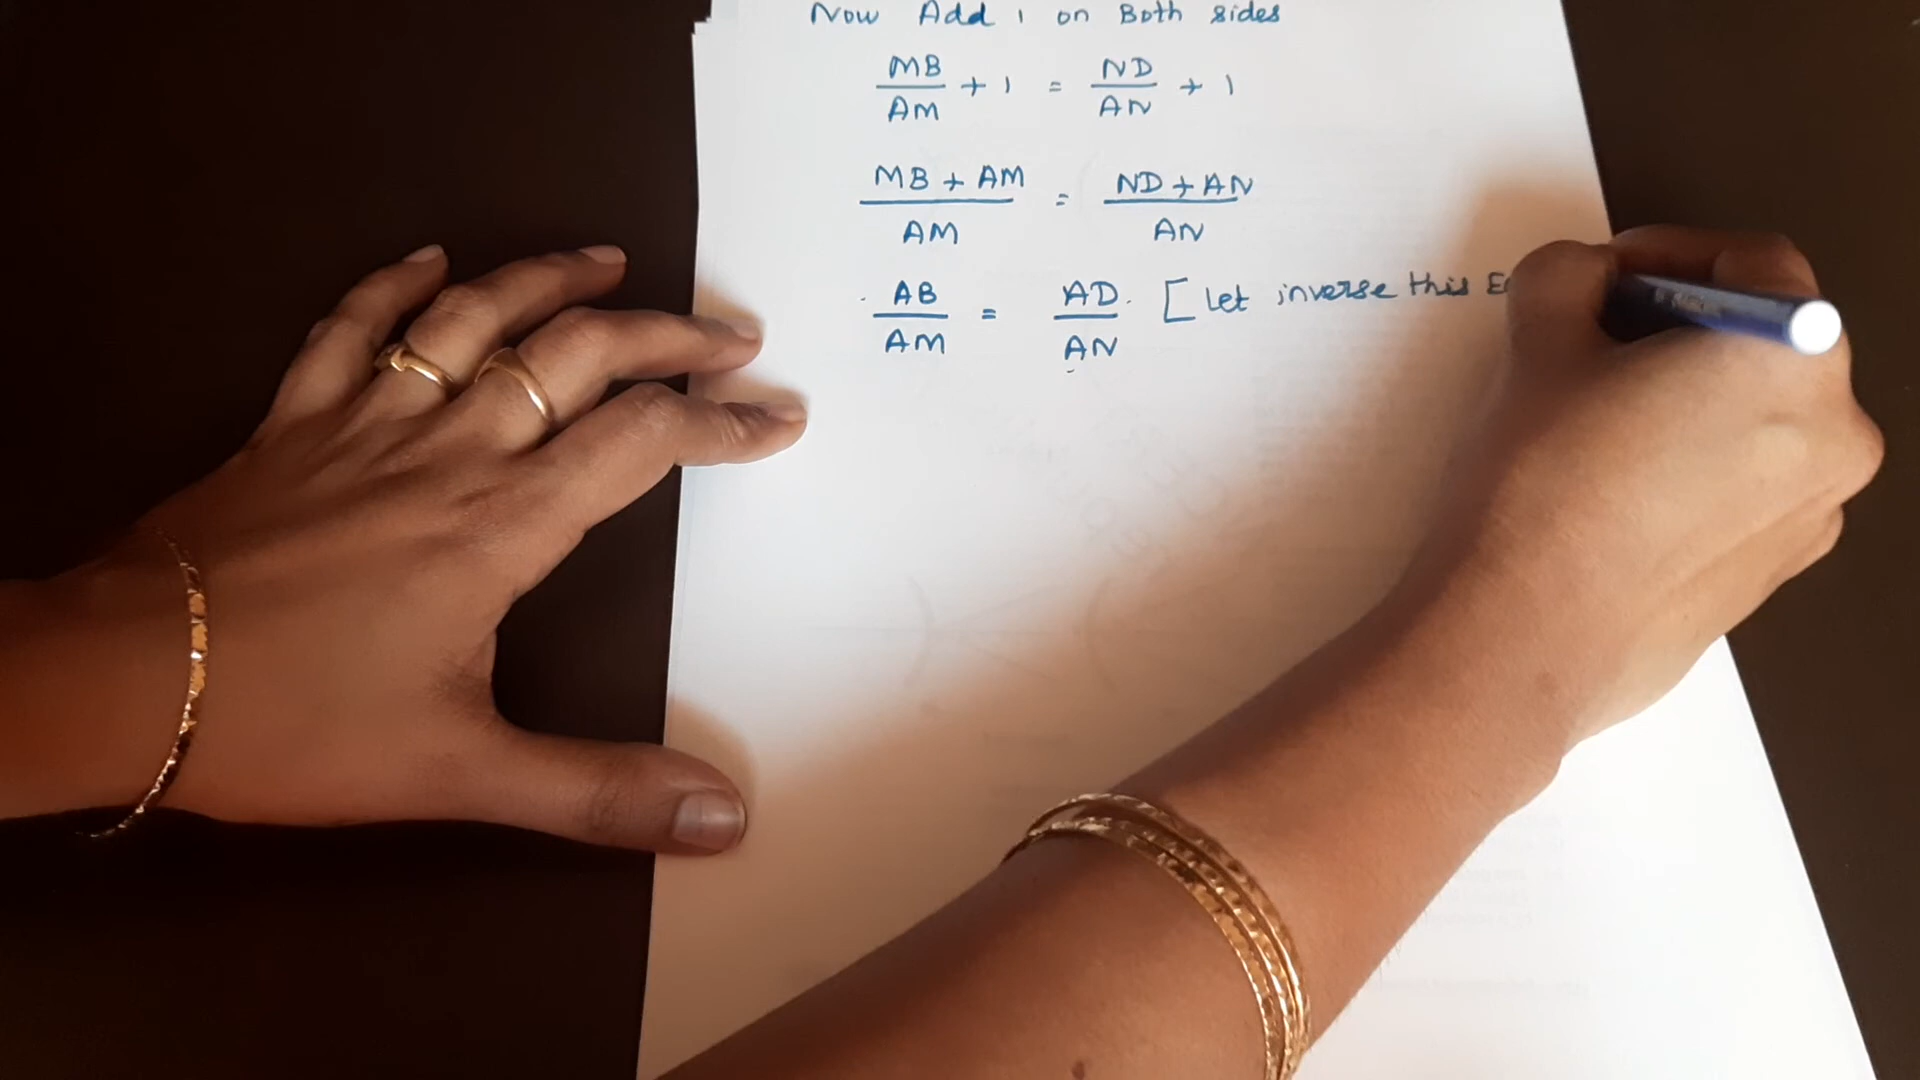 Now Add 1 on Both sides
MB/AM + 1 = ND/AN + 1
MB + AM/AM = ND + AN/AN
AB/AM = AD/AN [Let inverse this